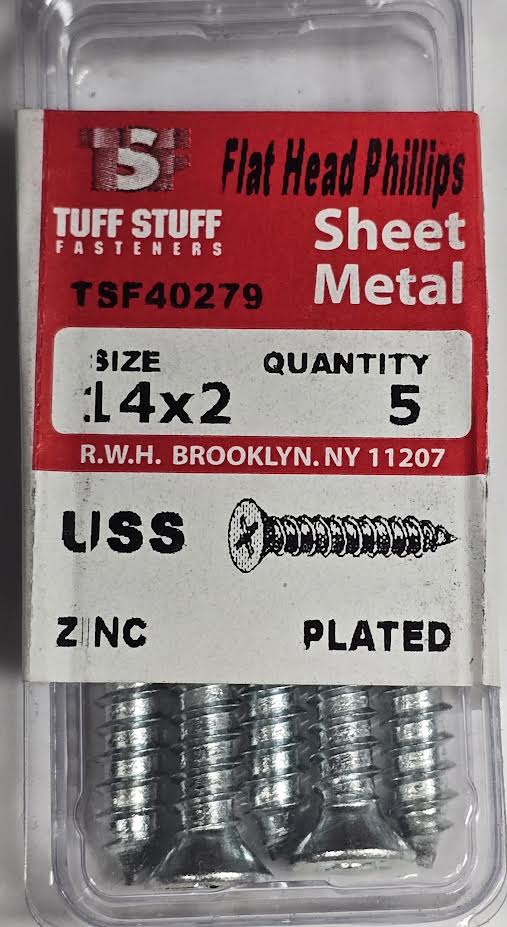 TSF
Flat Head Phillips
TUFF STUFF
FASTENERS
Sheet
Metal
TSF40279
SIZE
QUANTITY
14x2
5
R.W.H. BROOKLYN. NY 11207
USS
ZINC
PLATED